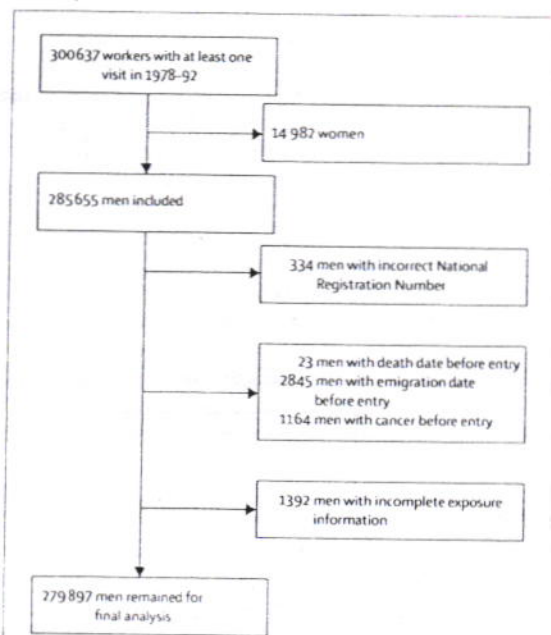 300637 workers with at least one
visit in 1978–92
14 982 women
285655 men included
334 men with incorrect National
Registration Number
23 men with death date before entry
2845 men with emigration date
before entry
1164 men with cancer before entry
1392 men with incomplete exposure
information
279 897 men remained for
final analysis